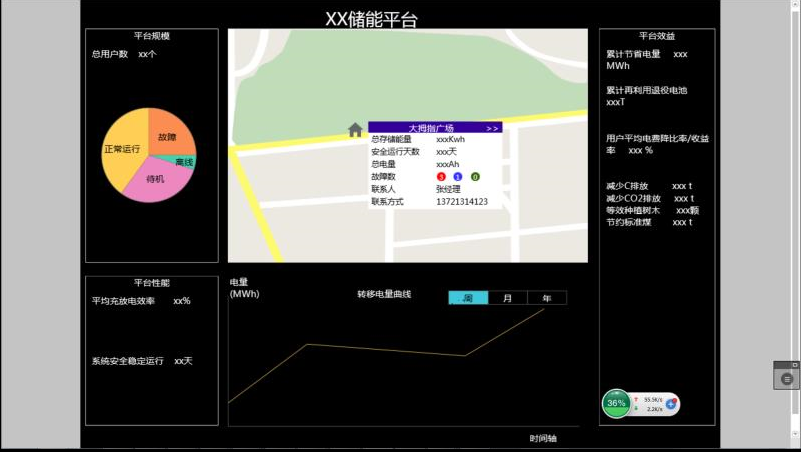 XX储能平台
平台规模
总用户数 xx个
正常运行
故障
离线
待机
大拇指广场 >>
总存储能量 xxxKwh
安全运行天数 xxx天
总电量 xxxAh
故障数 3 1 0
联系人 张经理
联系方式 13721314123
平台效益
累计节省电量 xxx
MWh
累计再利用退役电池
xxxT
用户平均电费降比率/收益
率 xxx %
减少C排放 xxx t
减少CO2排放 xxx t
等效种植树木 xxx颗
节约标准煤 xxx t
平台性能
平均充放电效率 xx%
系统安全稳定运行 xx天
电量
(MWh)
转移电量曲线
周 月 年
时间轴
36%
55.5K/s
2.2K/s